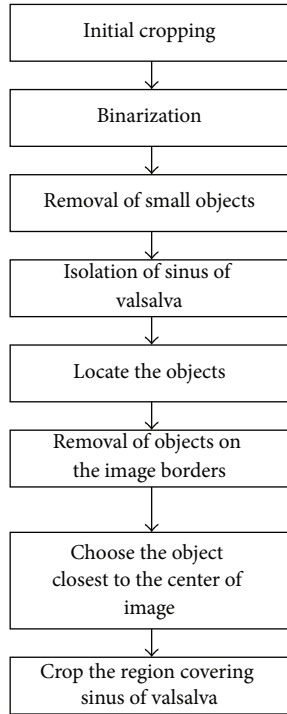 Initial cropping
Binarization
Removal of small objects
Isolation of sinus of
valsalva
Locate the objects
Removal of objects on
the image borders
Choose the object
closest to the center of
image
Crop the region covering
sinus of valsalva